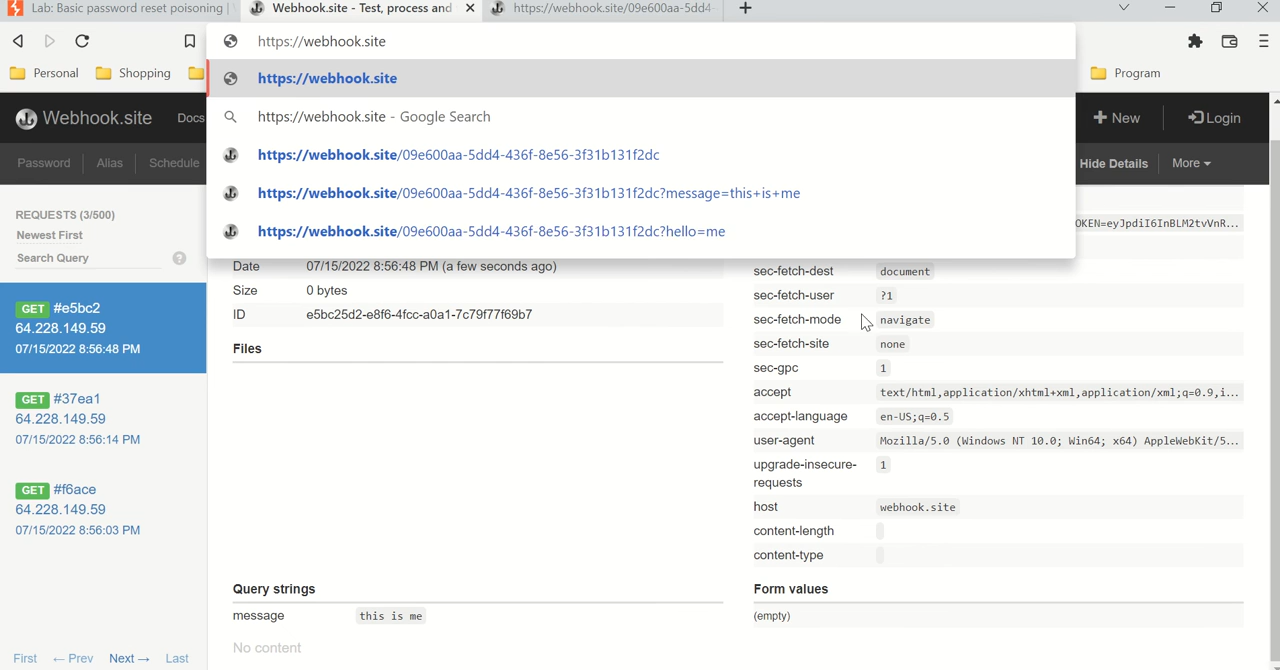 Lab: Basic password reset poisoning |
Webhook.site - Test, process and
https://webhook.site/09e600aa-5dd4-
https://webhook.site
Personal
Shopping
Program
https://webhook.site
https://webhook.site - Google Search
https://webhook.site/09e600aa-5dd4-436f-8e56-3f31b131f2dc
https://webhook.site/09e600aa-5dd4-436f-8e56-3f31b131f2dc?message=this+is+me
https://webhook.site/09e600aa-5dd4-436f-8e56-3f31b131f2dc?hello=me
Webhook.site
Docs
+ New
Login
Password
Alias
Schedule
Hide Details
More
REQUESTS (3/500)
Newest First
Search Query
?
GET #e5bc2
64.228.149.59
07/15/2022 8:56:48 PM
GET #37ea1
64.228.149.59
07/15/2022 8:56:14 PM
GET #f6ace
64.228.149.59
07/15/2022 8:56:03 PM
First
← Prev
Next →
Last
Date 07/15/2022 8:56:48 PM (a few seconds ago)
Size 0 bytes
ID e5bc25d2-e8f6-4fcc-a0a1-7c79f77f69b7
Files
Query strings
message this is me
No content
OKEN=eyJpdiI6InBLM2tvVnR...
sec-fetch-dest document
sec-fetch-user ?1
sec-fetch-mode navigate
sec-fetch-site none
sec-gpc 1
accept text/html,application/xhtml+xml,application/xml;q=0.9,i...
accept-language en-US;q=0.5
user-agent Mozilla/5.0 (Windows NT 10.0; Win64; x64) AppleWebKit/5...
upgrade-insecure- 1
requests
host webhook.site
content-length
content-type
Form values
(empty)